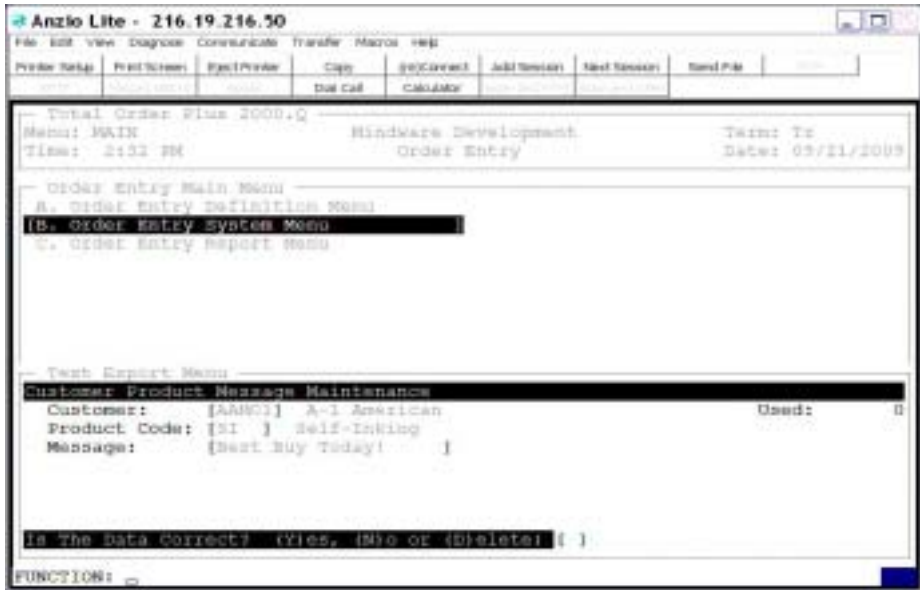 Anzio Lite - 216.19.216.50
File Edit View Diagnose Communicate Transfer Macros Help
Printer Setup Print Screen Eject Printer Copy (re)Connect Add Session Next Session Send File
Dial Call Calculator
Total Order Plus 2000.Q
Menu: MAIN Mindware Development Term: Tz
Time: 2:52 PM Order Entry Date: 09/21/2009
Order Entry Main Menu
A. Order Entry Definition Menu
[B. Order Entry System Menu ]
C. Order Entry Report Menu
Text Export Menu
Customer Product Message Maintenance
Customer: [AAM01] A-1 American Used: 0
Product Code: [SI ] Self-Inking
Message: [Best Buy Today! ]
Is The Data Correct? (Y)es, (N)o or (D)elete: [ ]
FUNCTION: